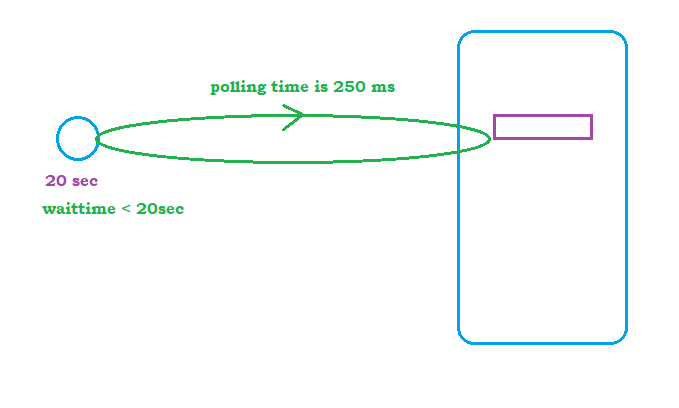 polling time is 250 ms
20 sec
waittime < 20sec